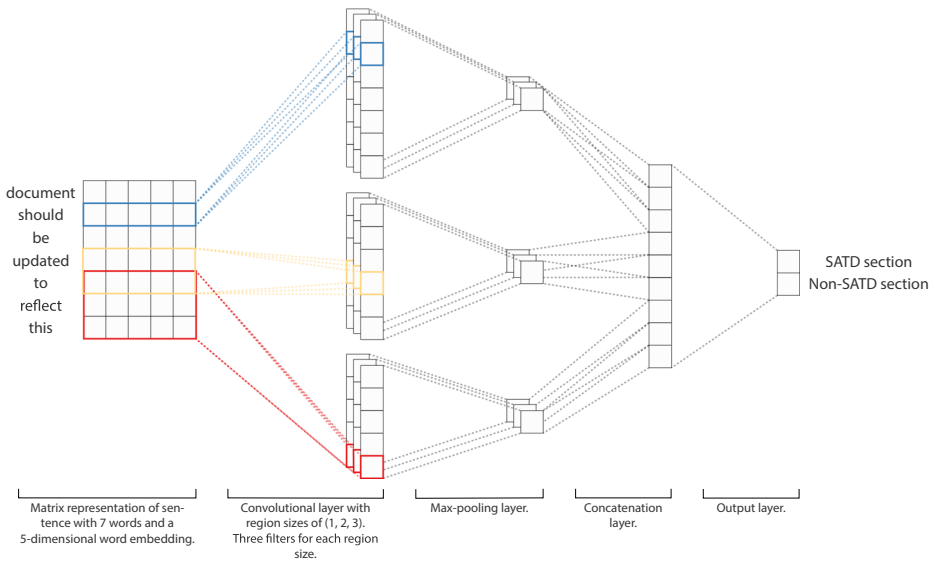 document
should
be
updated
to
reflect
this
SATD section
Non-SATD section
Matrix representation of sen-
tence with 7 words and a
5-dimensional word embedding.
Convolutional layer with
region sizes of (1, 2, 3).
Three filters for each region
size.
Max-pooling layer.
Concatenation
layer.
Output layer.